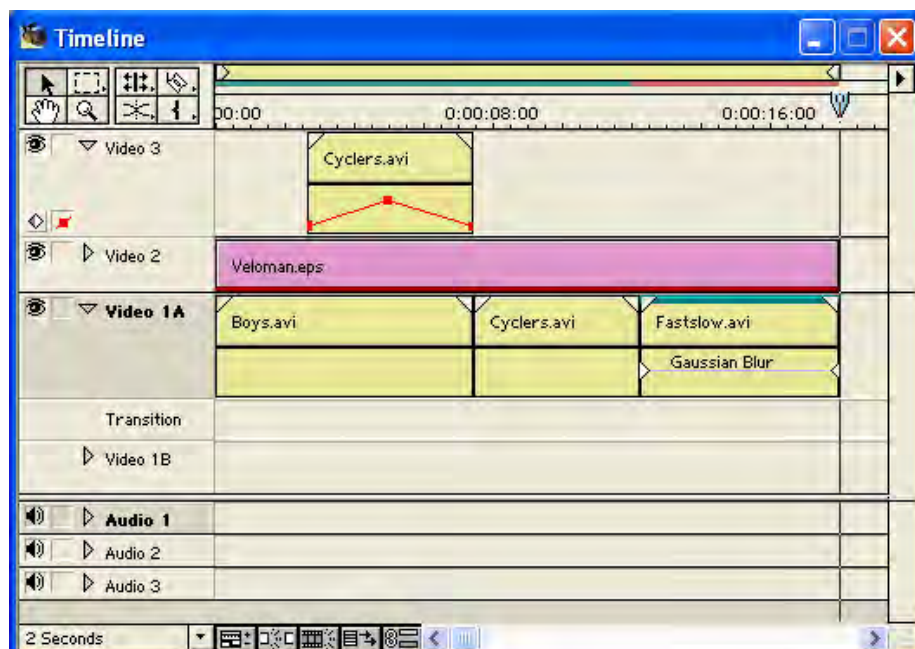 Timeline
00:00 0:00:08:00 0:00:16:00
Video 3
Cyclers.avi
Video 2
Veloman.eps
Video 1A
Boys.avi
Cyclers.avi
Fastslow.avi
Gaussian Blur
Transition
Video 1B
Audio 1
Audio 2
Audio 3
2 Seconds